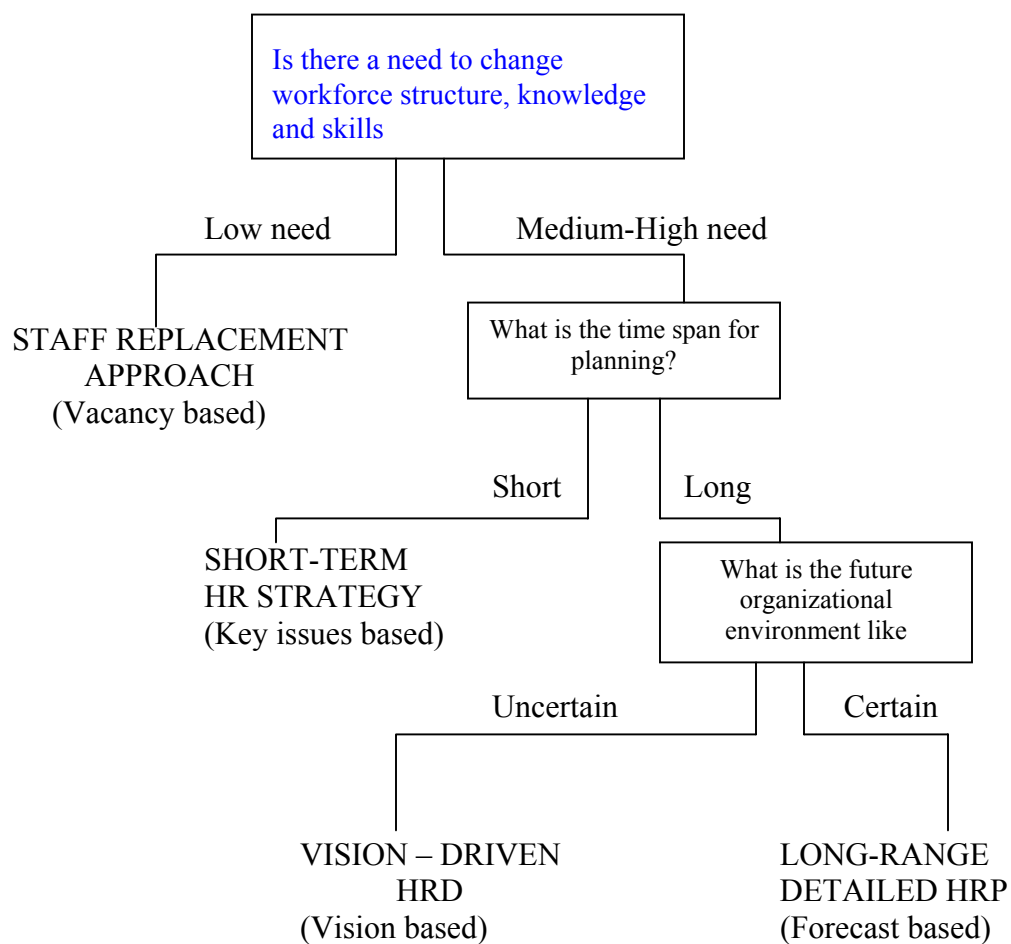 Is there a need to change
workforce structure, knowledge
and skills
Low need
Medium-High need
STAFF REPLACEMENT
APPROACH
(Vacancy based)
What is the time span for
planning?
Short
Long
SHORT-TERM
HR STRATEGY
(Key issues based)
What is the future
organizational
environment like
Uncertain
Certain
VISION – DRIVEN
HRD
(Vision based)
LONG-RANGE
DETAILED HRP
(Forecast based)